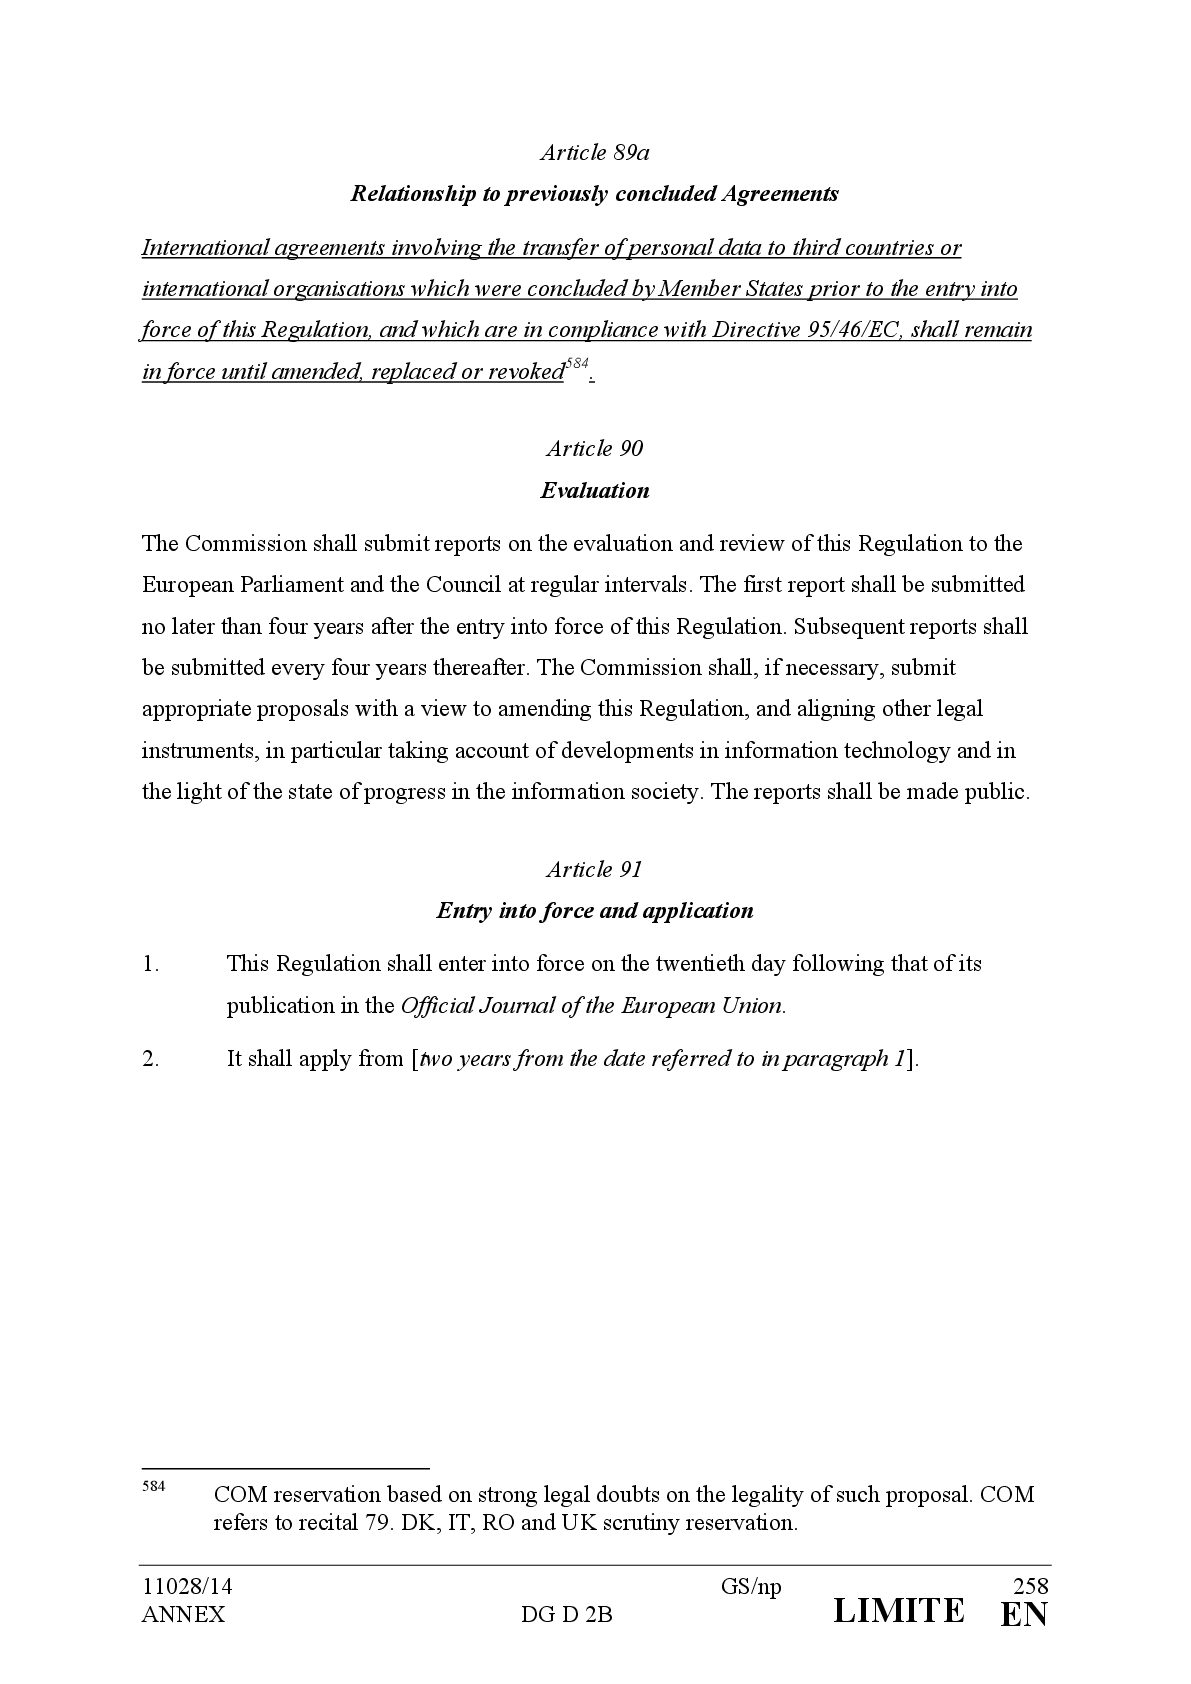 Article 89a
Relationship to previously concluded Agreements
International agreements involving the transfer of personal data to third countries or
international organisations which were concluded by Member States prior to the entry into
force of this Regulation, and which are in compliance with Directive 95/46/EC, shall remain
in force until amended, replaced or revoked584.
Article 90
Evaluation
The Commission shall submit reports on the evaluation and review of this Regulation to the
European Parliament and the Council at regular intervals. The first report shall be submitted
no later than four years after the entry into force of this Regulation. Subsequent reports shall
be submitted every four years thereafter. The Commission shall, if necessary, submit
appropriate proposals with a view to amending this Regulation, and aligning other legal
instruments, in particular taking account of developments in information technology and in
the light of the state of progress in the information society. The reports shall be made public.
Article 91
Entry into force and application
1. This Regulation shall enter into force on the twentieth day following that of its
publication in the Official Journal of the European Union.
2. It shall apply from [two years from the date referred to in paragraph 1].
584 COM reservation based on strong legal doubts on the legality of such proposal. COM
refers to recital 79. DK, IT, RO and UK scrutiny reservation.
11028/14 GS/np 258
ANNEX DG D 2B LIMITE EN